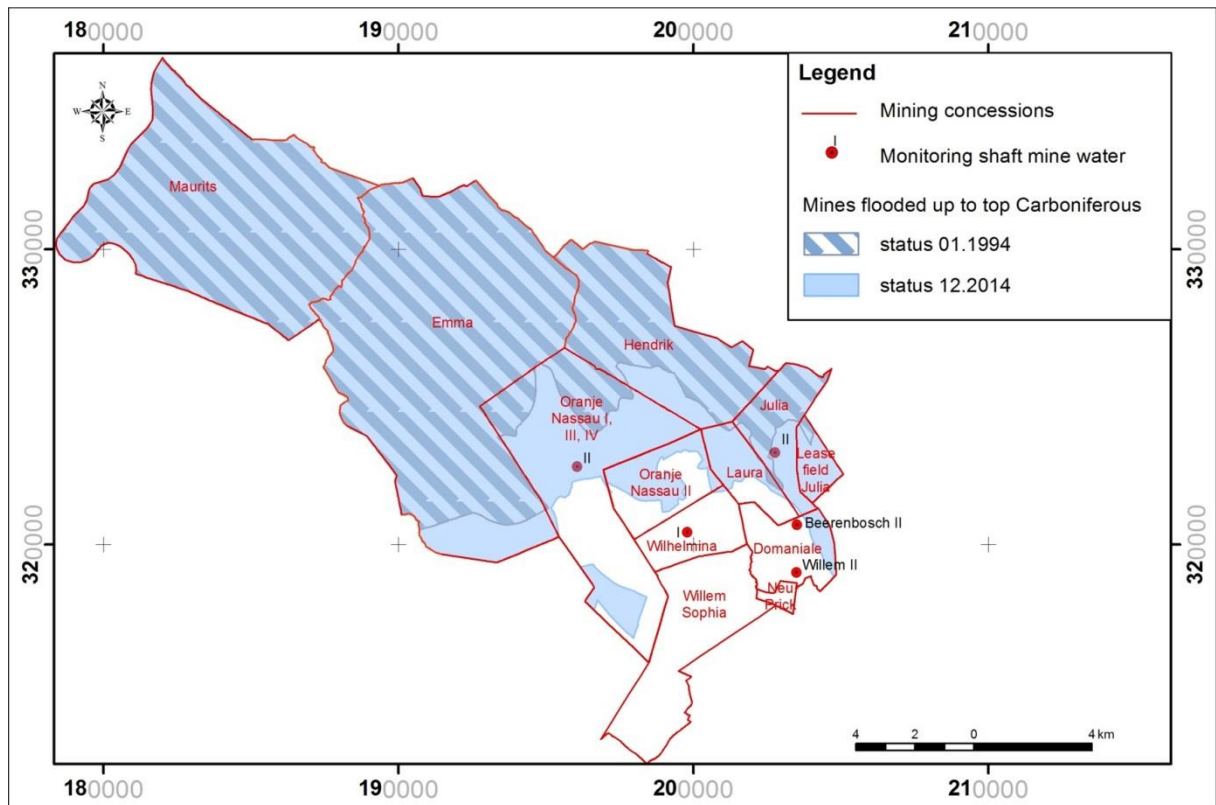 180000 190000 200000 210000
Legend
Mining concessions
I
Monitoring shaft mine water
Mines flooded up to top Carboniferous
status 01.1994
status 12.2014
N
W E
S
330000
330000
320000
320000
Maurits
Emma
Hendrik
Oranje
Nassau I,
III, IV
II
Julia
II
Lease
field
Julia
Laura
Oranje
Nassau II
I
Wilhelmina
Beerenbosch II
Domaniale
Willem II
Neu
Prick
Willem
Sophia
4 2 0 4 km
180000 190000 200000 210000